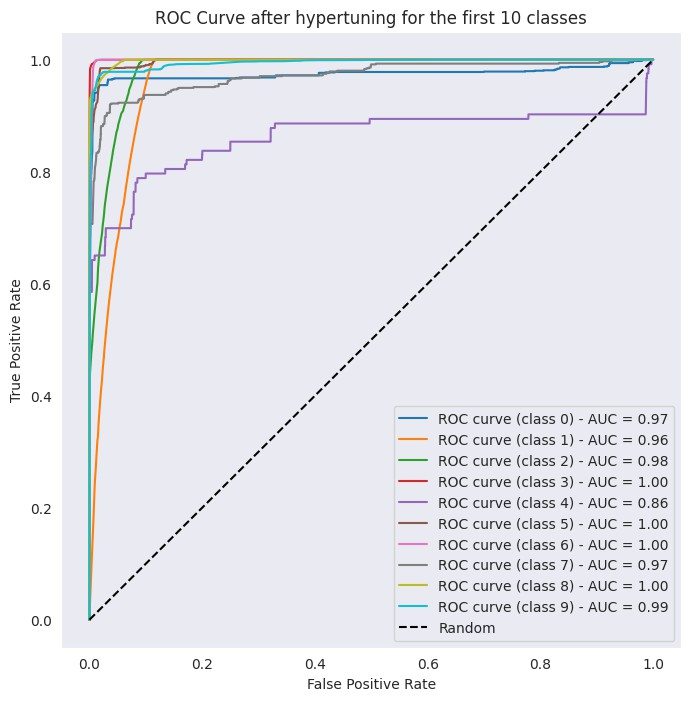 ROC Curve after hypertuning for the first 10 classes
1.0
0.8
0.6
0.4
0.2
0.0
True Positive Rate
ROC curve (class 0) - AUC = 0.97
ROC curve (class 1) - AUC = 0.96
ROC curve (class 2) - AUC = 0.98
ROC curve (class 3) - AUC = 1.00
ROC curve (class 4) - AUC = 0.86
ROC curve (class 5) - AUC = 1.00
ROC curve (class 6) - AUC = 1.00
ROC curve (class 7) - AUC = 0.97
ROC curve (class 8) - AUC = 1.00
ROC curve (class 9) - AUC = 0.99
Random
0.0 0.2 0.4 0.6 0.8 1.0
False Positive Rate